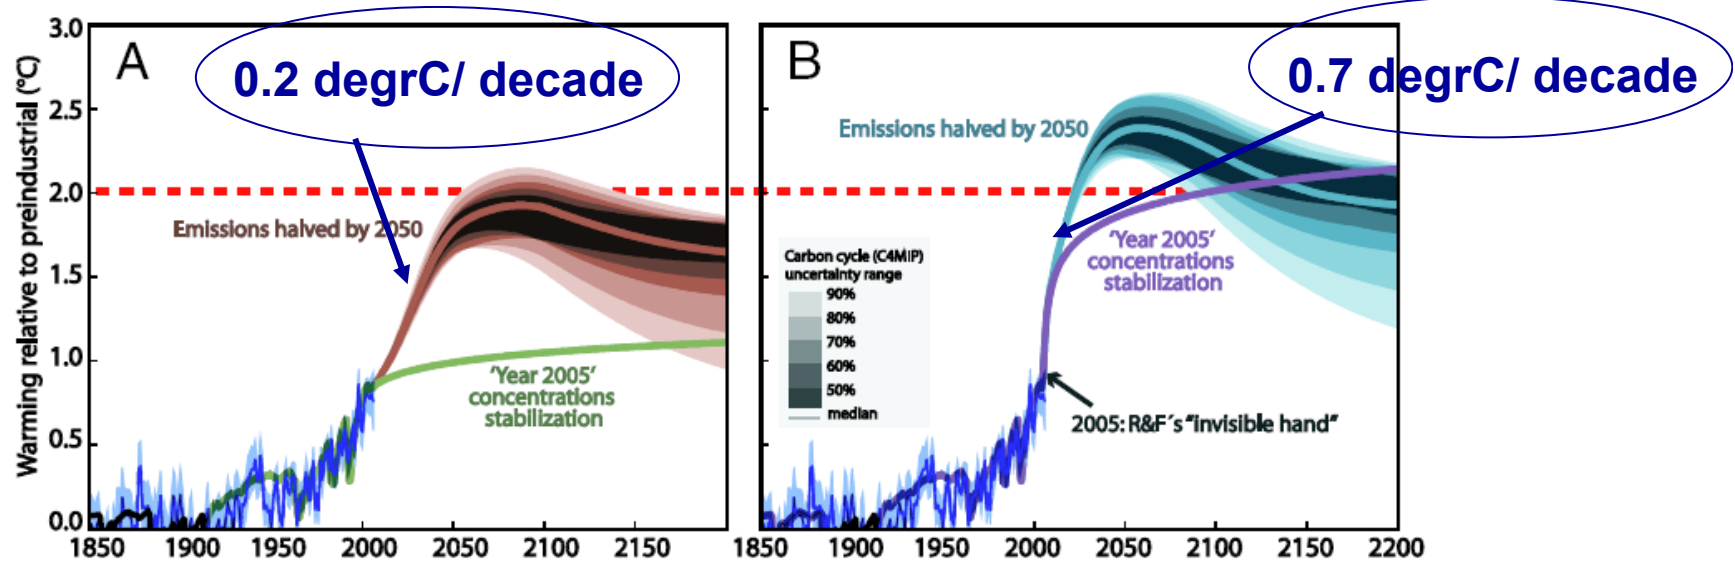 Warming relative to preindustrial (°C)
3.0
2.5
2.0
1.5
1.0
0.5
0.0
A
0.2 degrC/ decade
Emissions halved by 2050
'Year 2005'
concentrations
stabilization
1850 1900 1950 2000 2050 2100 2150
B
0.7 degrC/ decade
Emissions halved by 2050
'Year 2005'
concentrations
stabilization
Carbon cycle (C4MIP)
uncertainty range
90%
80%
70%
60%
50%
median
2005: R&F´s "invisible hand"
1850 1900 1950 2000 2050 2100 2150 2200